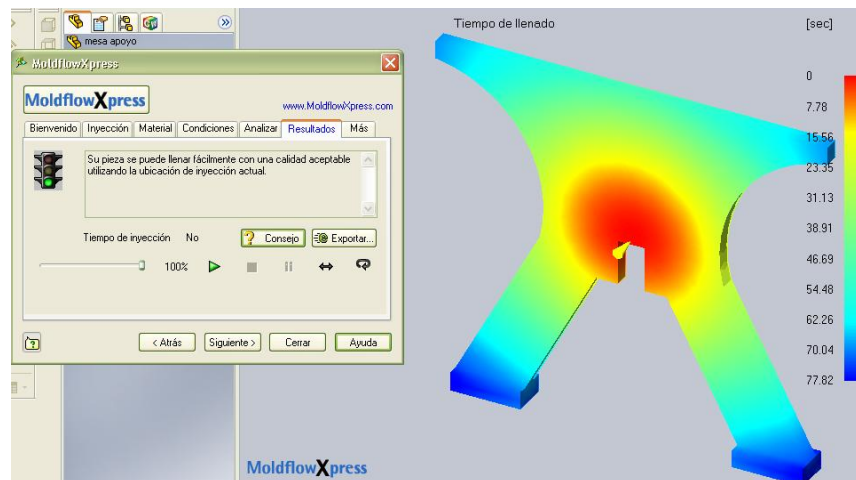 mesa apoyo
MoldflowXpress
MoldflowXpress
www.MoldflowXpress.com
Bienvenido Inyección Material Condiciones Analizar Resultados Más
Su pieza se puede llenar fácilmente con una calidad aceptable
utilizando la ubicación de inyección actual.
Tiempo de inyección No
Consejo
Exportar...
100%
< Atrás
Siguiente >
Cerrar
Ayuda
Tiempo de llenado
[sec]
0
7.78
15.56
23.35
31.13
38.91
46.69
54.48
62.26
70.04
77.82
MoldflowXpress